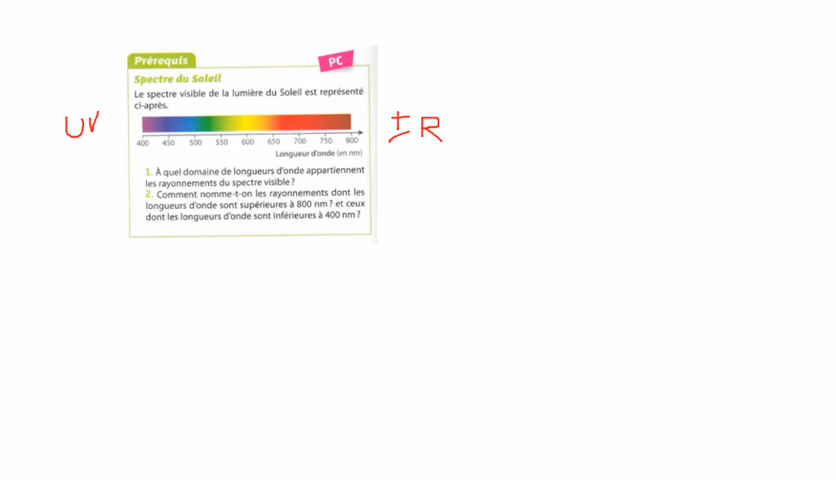 Prérequis
PC
Spectre du Soleil
Le spectre visible de la lumière du Soleil est représenté
ci-après.
UV
IR
400 450 500 550 600 650 700 750 800
Longueur d'onde (en nm)
1. À quel domaine de longueurs d'onde appartiennent
les rayonnements du spectre visible ?
2. Comment nomme-t-on les rayonnements dont les
longueurs d'onde sont supérieures à 800 nm ? et ceux
dont les longueurs d'onde sont inférieures à 400 nm ?